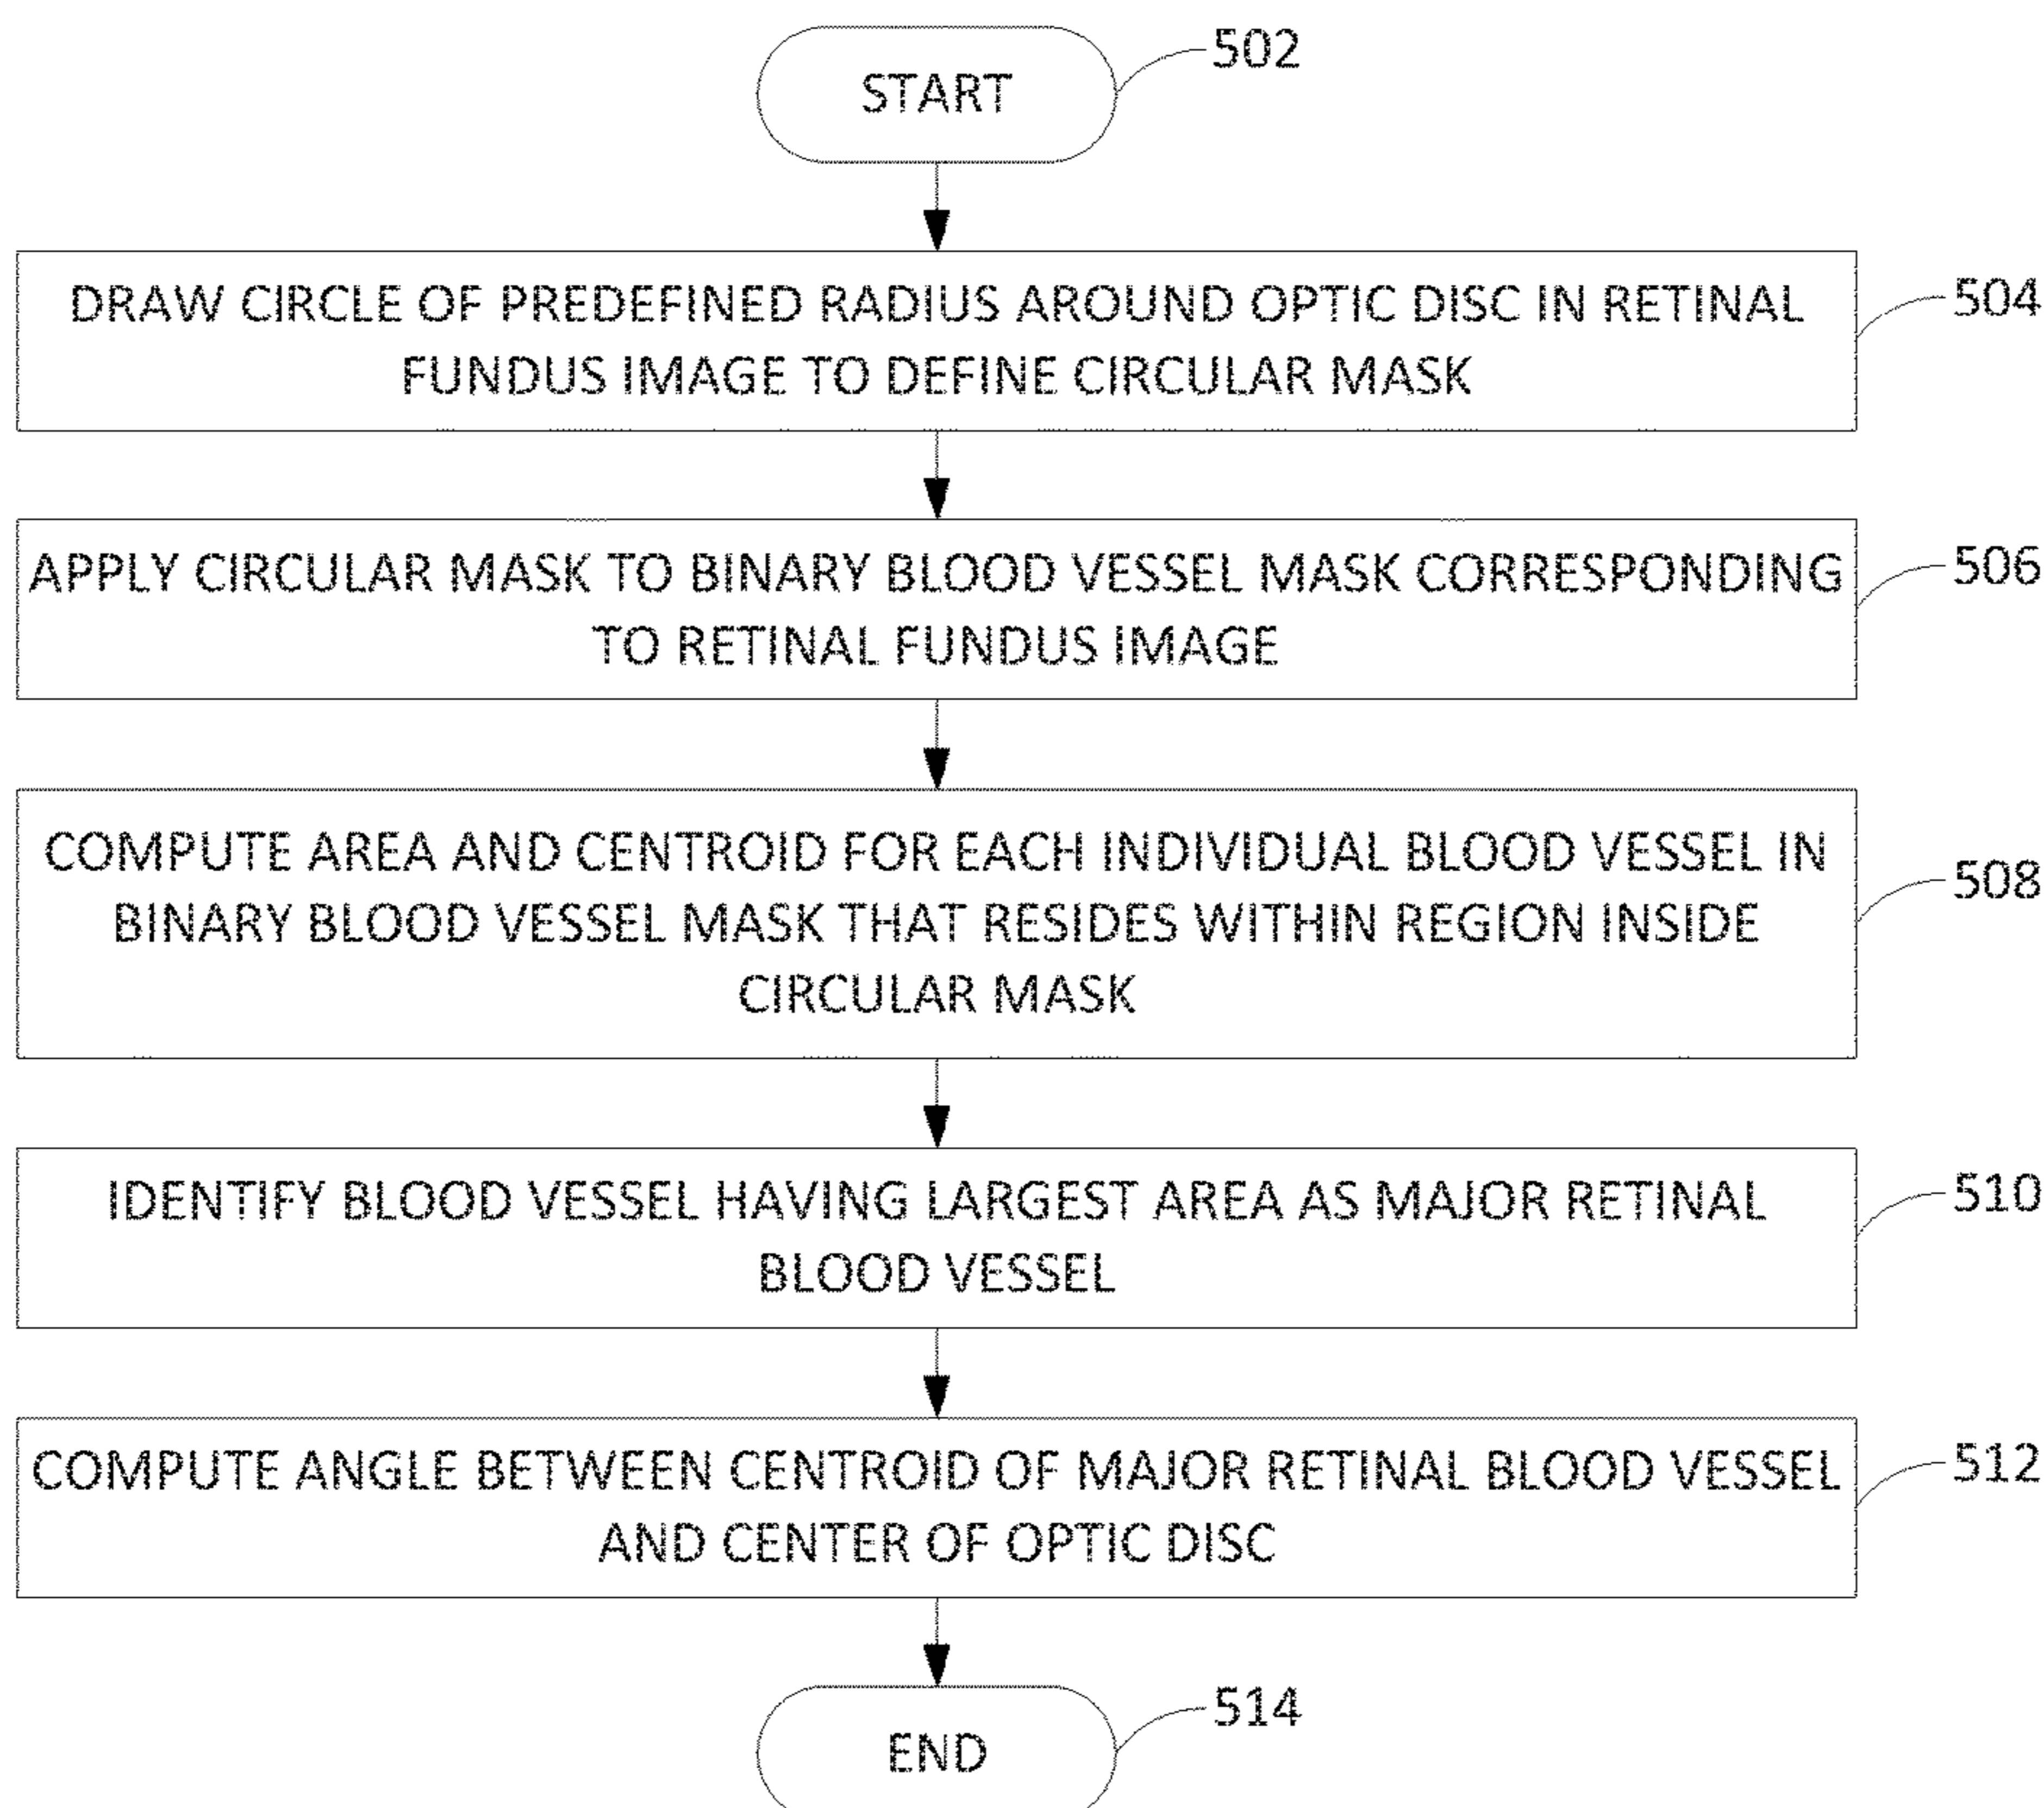 START
502
DRAW CIRCLE OF PREDEFINED RADIUS AROUND OPTIC DISC IN RETINAL
FUNDUS IMAGE TO DEFINE CIRCULAR MASK
504
APPLY CIRCULAR MASK TO BINARY BLOOD VESSEL MASK CORRESPONDING
TO RETINAL FUNDUS IMAGE
506
COMPUTE AREA AND CENTROID FOR EACH INDIVIDUAL BLOOD VESSEL IN
BINARY BLOOD VESSEL MASK THAT RESIDES WITHIN REGION INSIDE
CIRCULAR MASK
508
IDENTIFY BLOOD VESSEL HAVING LARGEST AREA AS MAJOR RETINAL
BLOOD VESSEL
510
COMPUTE ANGLE BETWEEN CENTROID OF MAJOR RETINAL BLOOD VESSEL
AND CENTER OF OPTIC DISC
512
END
514